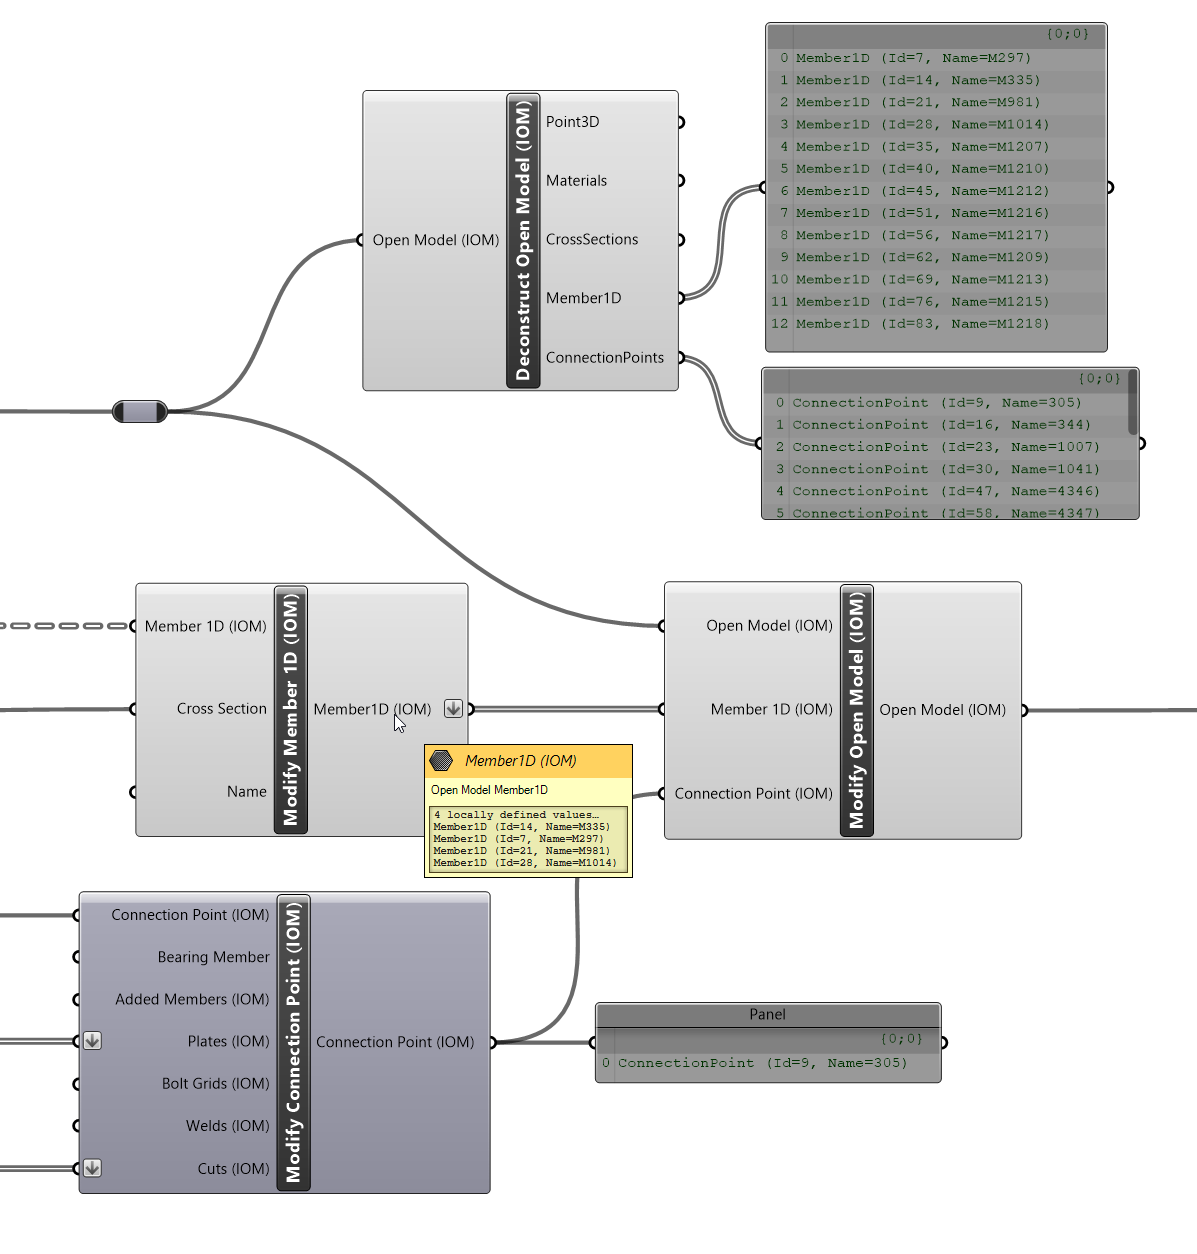 {0;0}
0 Member1D (Id=7, Name=M297)
1 Member1D (Id=14, Name=M335)
2 Member1D (Id=21, Name=M981)
3 Member1D (Id=28, Name=M1014)
4 Member1D (Id=35, Name=M1207)
5 Member1D (Id=40, Name=M1210)
6 Member1D (Id=45, Name=M1212)
7 Member1D (Id=51, Name=M1216)
8 Member1D (Id=56, Name=M1217)
9 Member1D (Id=62, Name=M1209)
10 Member1D (Id=69, Name=M1213)
11 Member1D (Id=76, Name=M1215)
12 Member1D (Id=83, Name=M1218)
Open Model (IOM)
Deconstruct Open Model (IOM)
Point3D
Materials
CrossSections
Member1D
ConnectionPoints
{0;0}
0 ConnectionPoint (Id=9, Name=305)
1 ConnectionPoint (Id=16, Name=344)
2 ConnectionPoint (Id=23, Name=1007)
3 ConnectionPoint (Id=30, Name=1041)
4 ConnectionPoint (Id=47, Name=4346)
5 ConnectionPoint (Id=58, Name=4347)
Member 1D (IOM)
Cross Section
Name
Modify Member 1D (IOM)
Member1D (IOM)
Open Model (IOM)
Member 1D (IOM)
Connection Point (IOM)
Modify Open Model (IOM)
Open Model (IOM)
Member1D (IOM)
Open Model Member1D
4 locally defined values…
Member1D (Id=14, Name=M335)
Member1D (Id=7, Name=M297)
Member1D (Id=21, Name=M981)
Member1D (Id=28, Name=M1014)
Connection Point (IOM)
Bearing Member
Added Members (IOM)
Plates (IOM)
Bolt Grids (IOM)
Welds (IOM)
Cuts (IOM)
Modify Connection Point (IOM)
Connection Point (IOM)
Panel
{0;0}
0 ConnectionPoint (Id=9, Name=305)